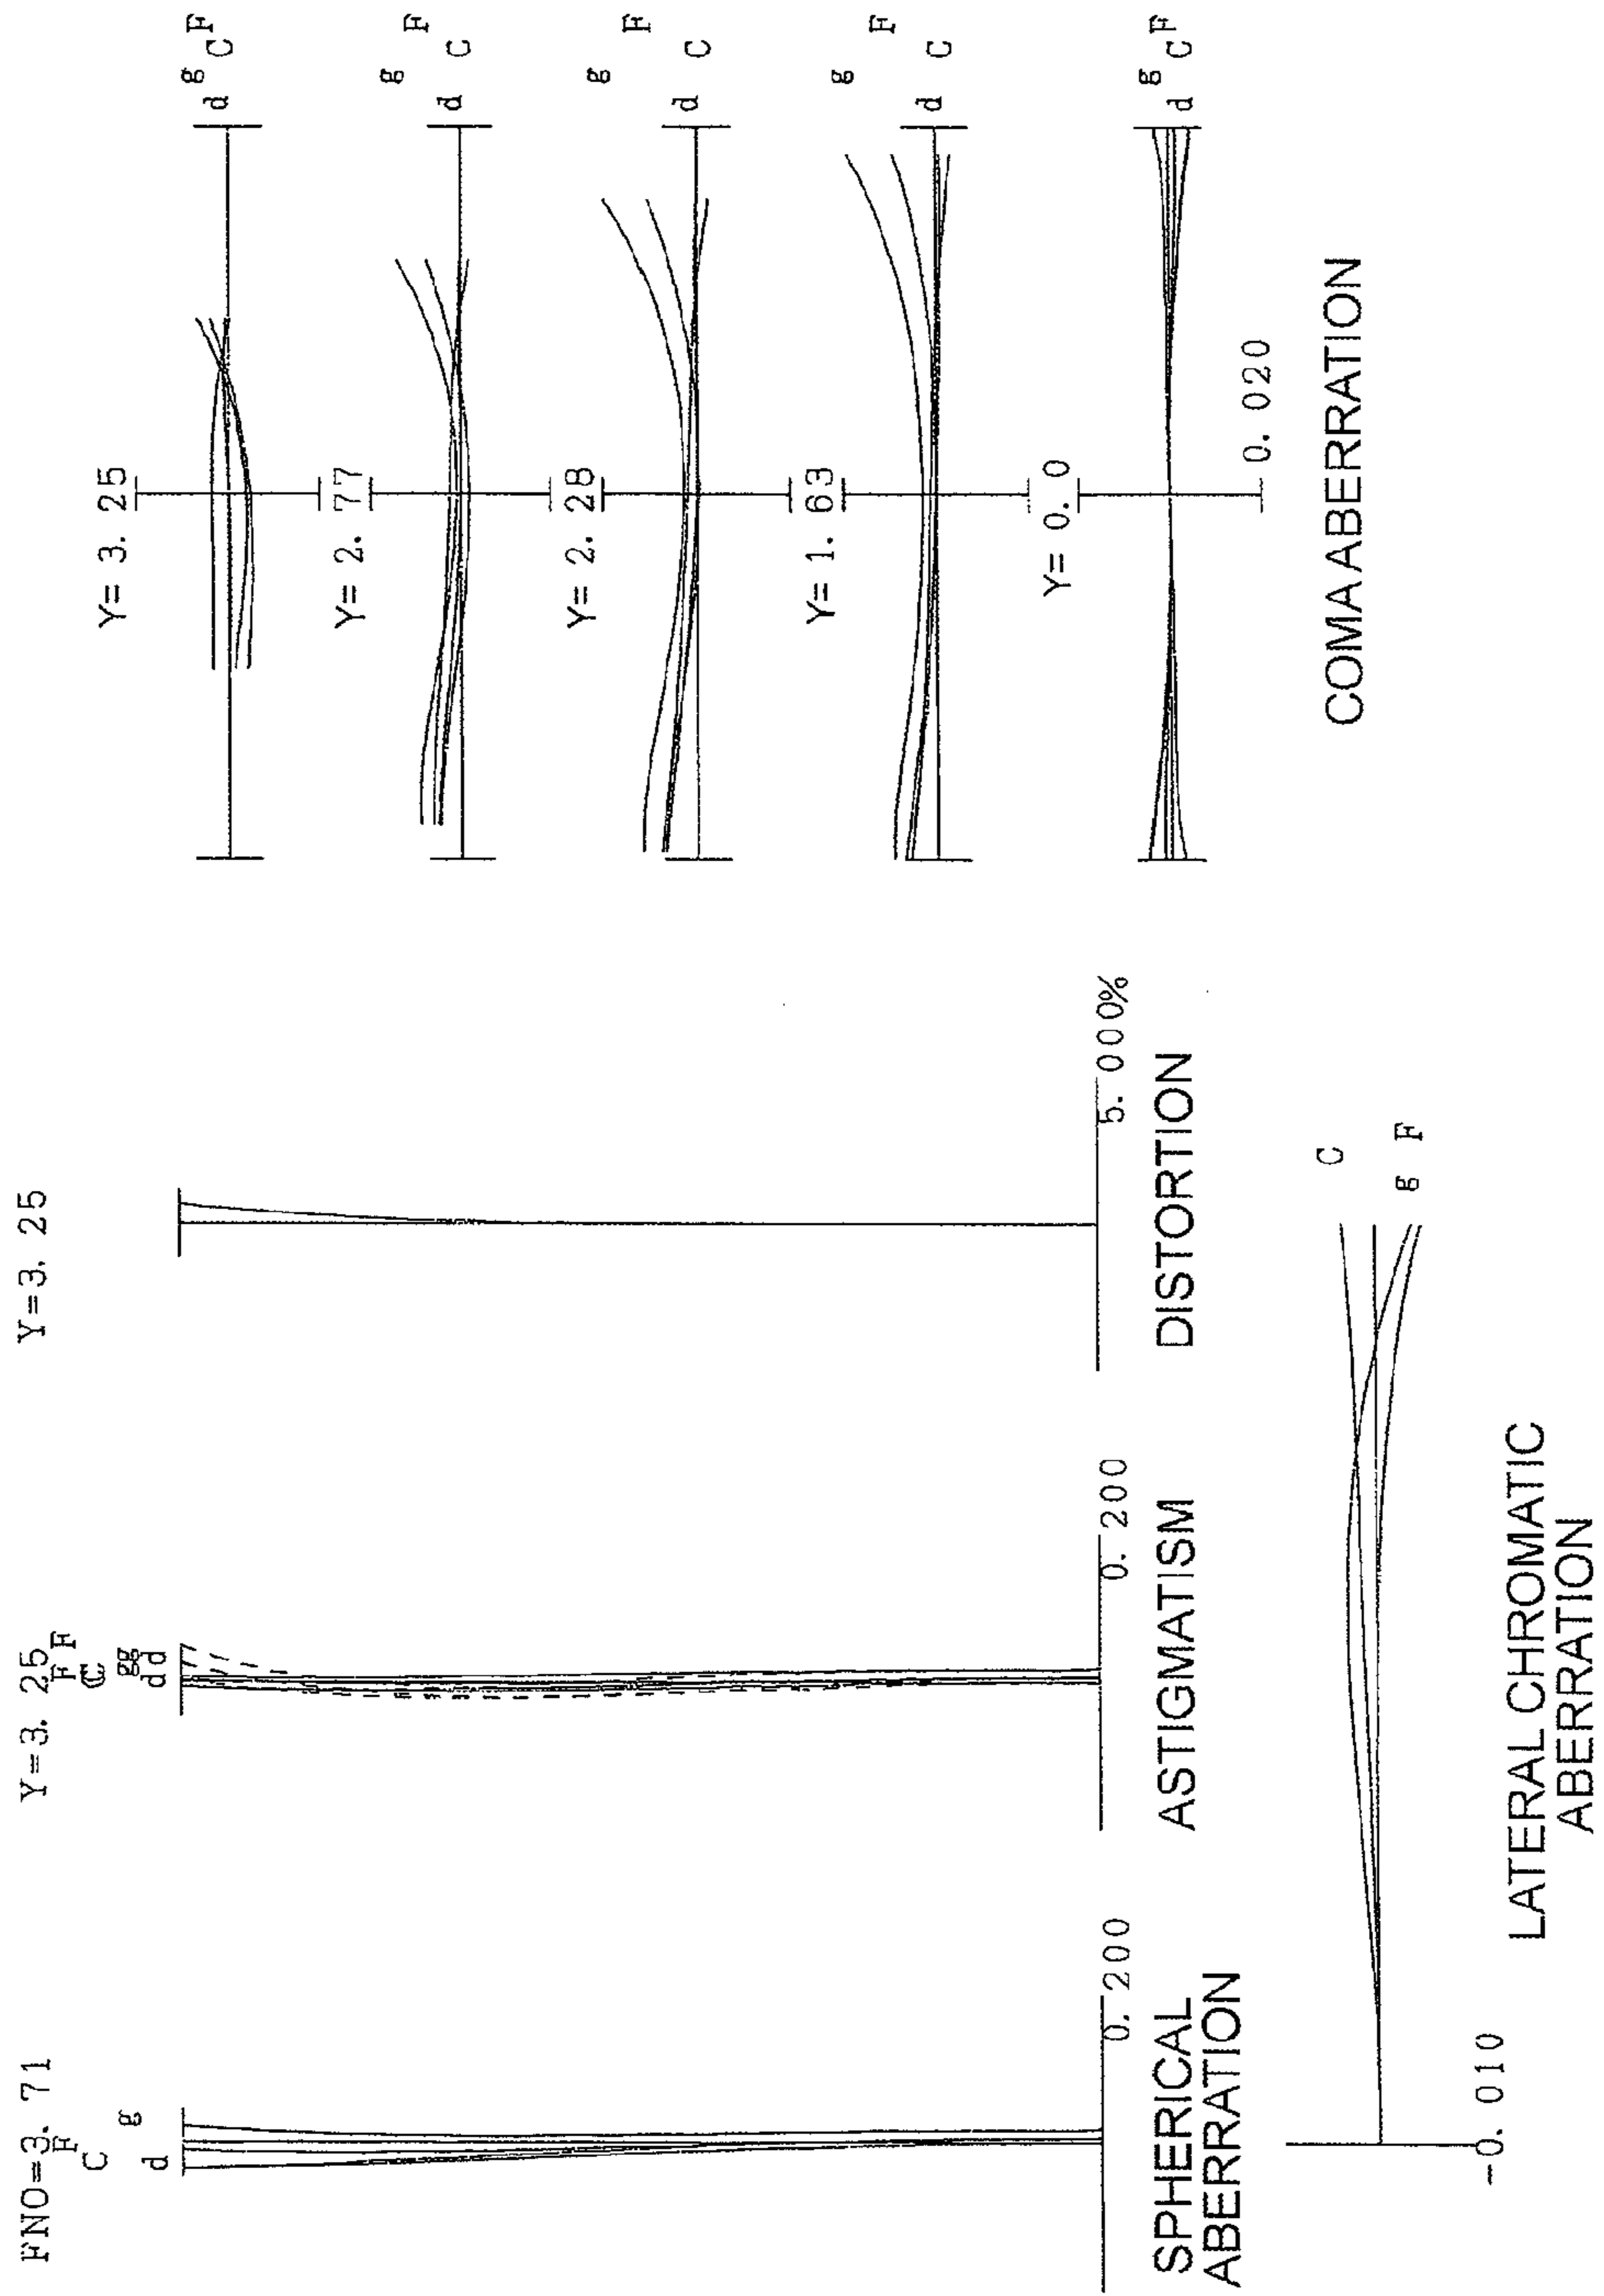 FNO=3. 71
F
C
g
d
0. 200
SPHERICAL
ABERRATION
Y=3. 25
F F
C C
gg
d d
0. 200
ASTIGMATISM
Y=3. 25
5. 000%
DISTORTION
C
g F
-0. 010
LATERAL CHROMATIC
ABERRATION
Y= 3. 25
d g C F
Y= 2. 77
d g C F
Y= 2. 28
d g C F
Y= 1. 63
d g C F
Y= 0. 0
d g C F
0. 020
COMA ABERRATION